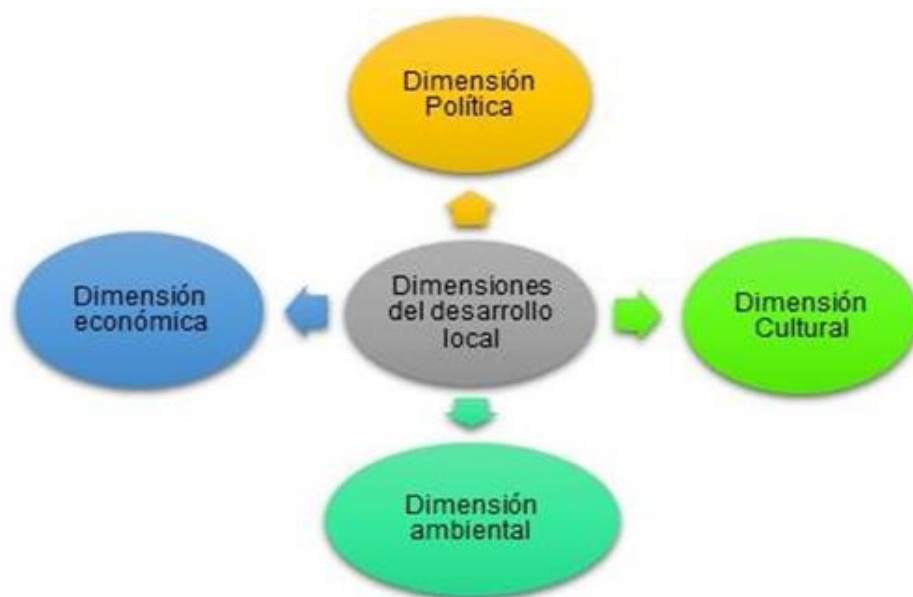 Dimensión
Política
Dimensión
económica
Dimensiones
del desarrollo
local
Dimensión
Cultural
Dimensión
ambiental